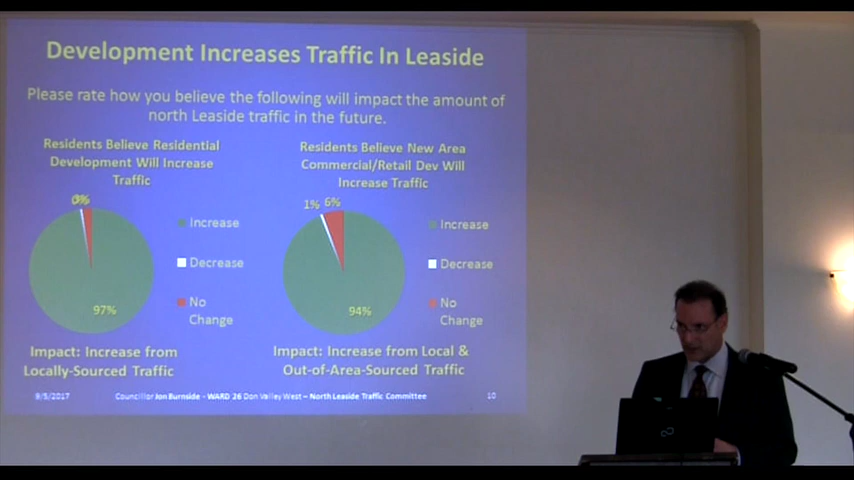 Development Increases Traffic In Leaside
Please rate how you believe the following will impact the amount of
north Leaside traffic in the future.
Residents Believe Residential
Development Will Increase
Traffic
97%
Increase
Decrease
No
Change
Impact: Increase from
Locally-Sourced Traffic
Residents Believe New Area
Commercial/Retail Dev Will
Increase Traffic
1% 6%
94%
Increase
Decrease
No
Change
Impact: Increase from Local &
Out-of-Area-Sourced Traffic
9/5/2017
Councillor Jon Burnside - WARD 26 Don Valley West – North Leaside Traffic Committee
10